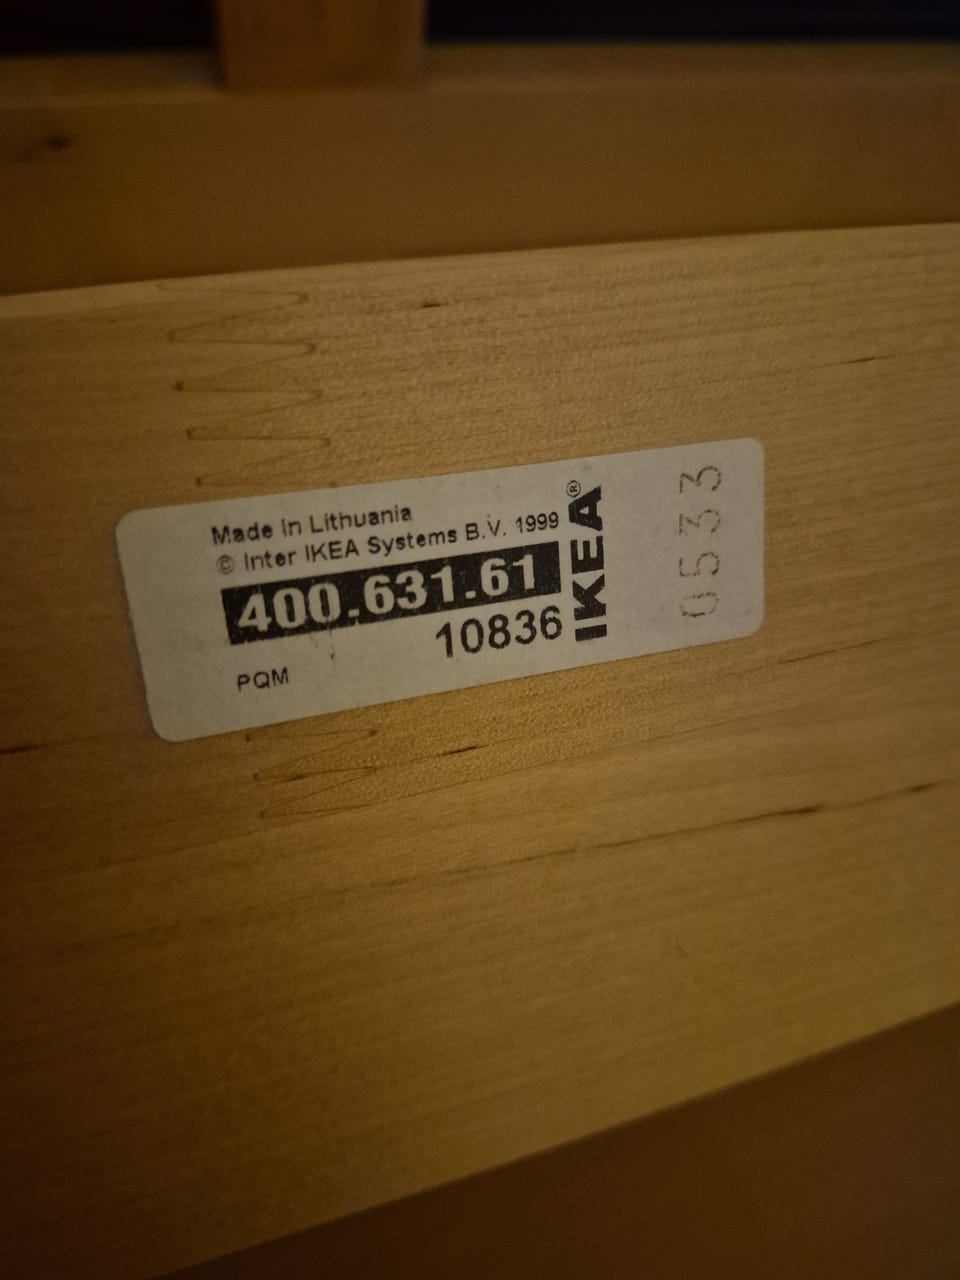 Made in Lithuania
© Inter IKEA Systems B.V. 1999
400.631.61
10836
PQM
IKEA®
0533